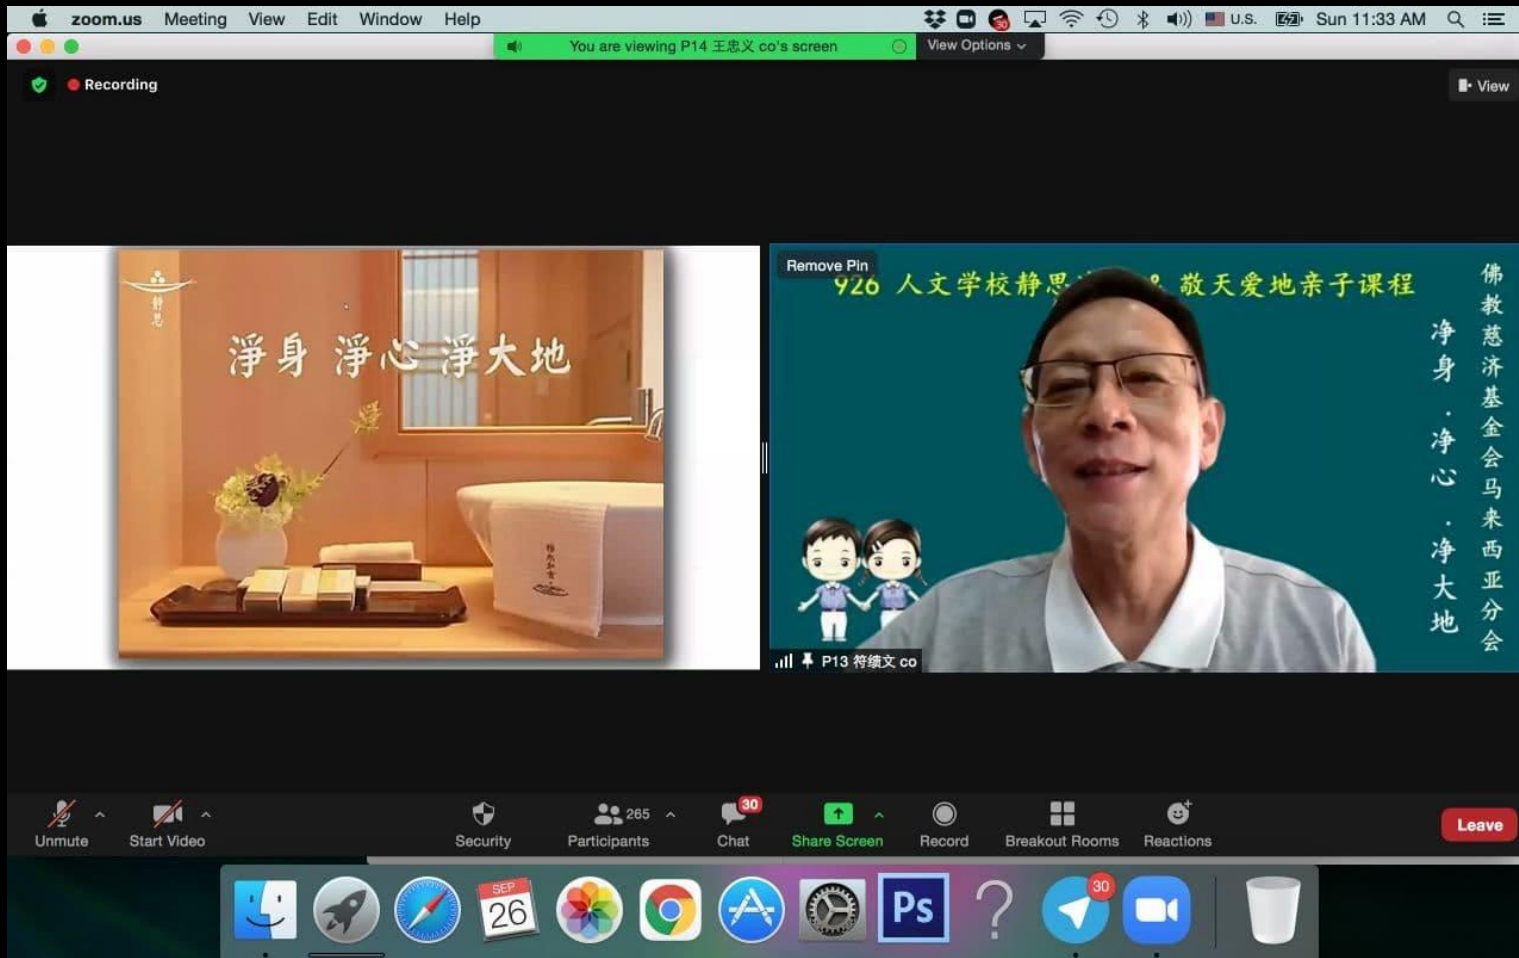 zoom.us Meeting View Edit Window Help
U.S. Sun 11:33 AM
You are viewing P14 王忠义 co's screen
View Options
Recording
View
静思
淨身 淨心 淨大地
Remove Pin
926 人文学校静思
敬天爱地亲子课程
净身.净心.净大地
佛教慈济基金会马来西亚分会
P13 符绩文 co
Unmute
Start Video
Security
265
Participants
30
Chat
Share Screen
Record
Breakout Rooms
Reactions
Leave
SEP
26
Ps
?
30